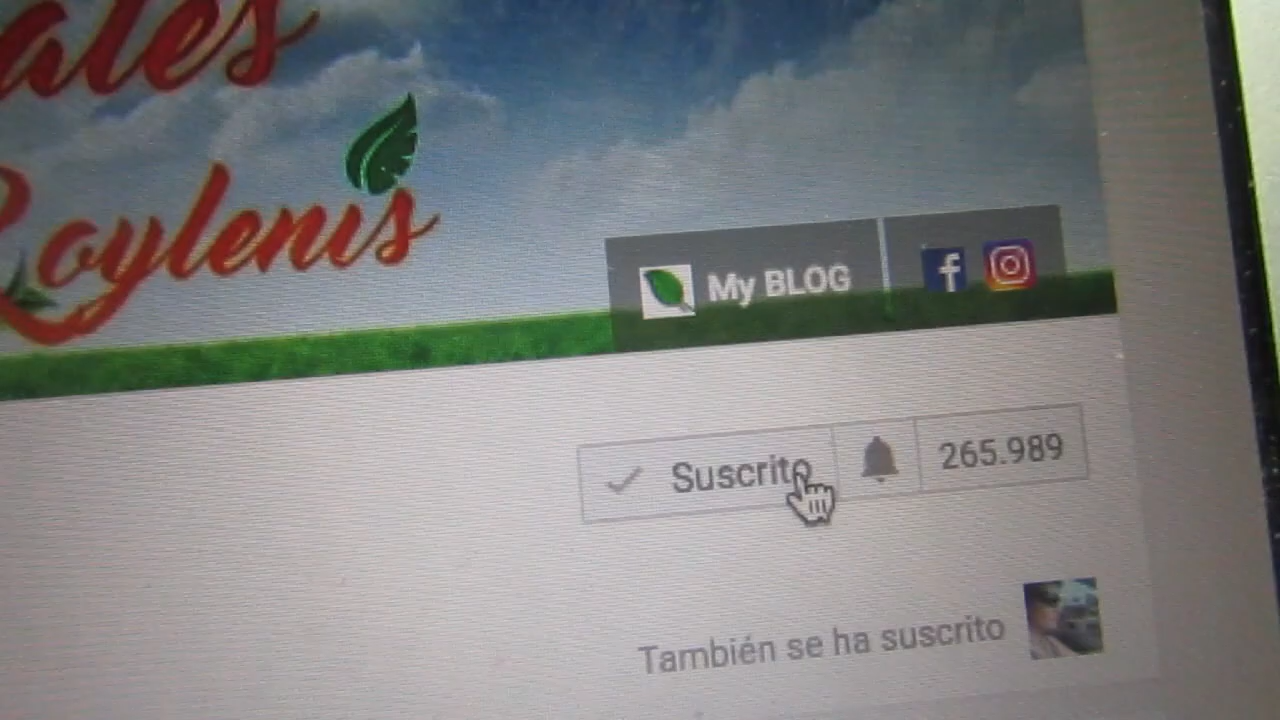 ales
Roylenis
My BLOG
Suscrito 265.989
También se ha suscrito